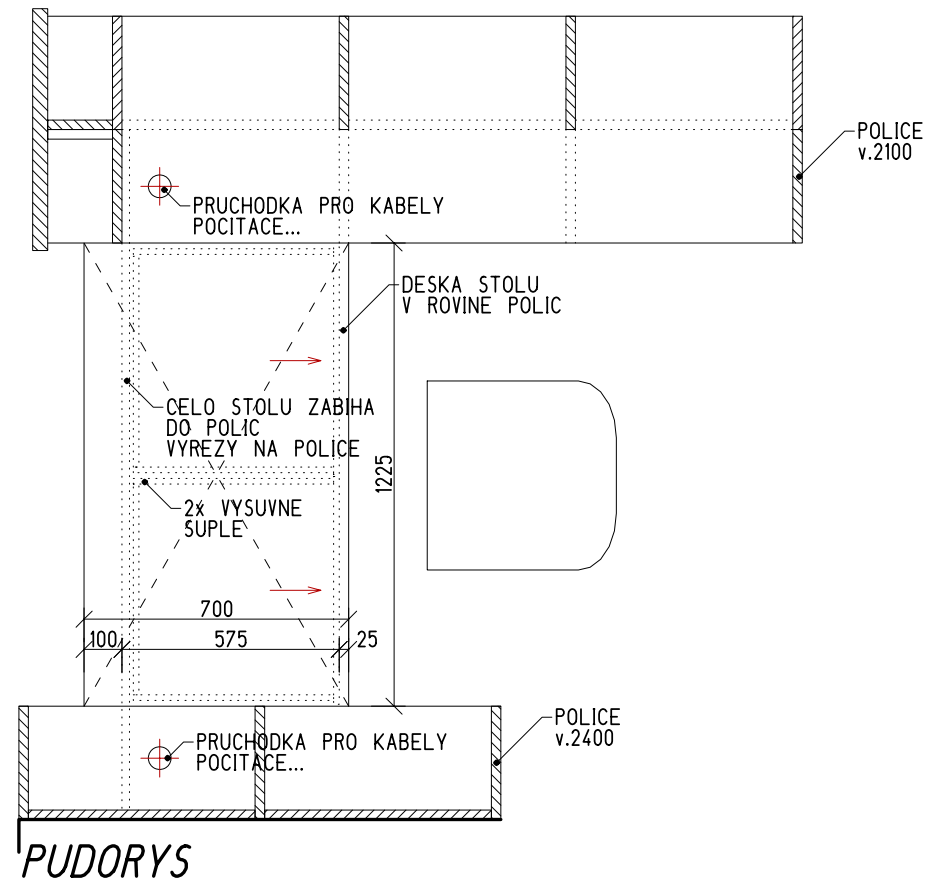 POLICE
v.2100
PRUCHODKA PRO KABELY
POCITACE...
DESKA STOLU
V ROVINE POLIC
CELO STOLU ZABIHA
DO POLIC
VYREZY NA POLICE
1225
2x VYSUVNE
SUPLE
700
100 575 25
POLICE
v.2400
PRUCHODKA PRO KABELY
POCITACE...
PUDORYS